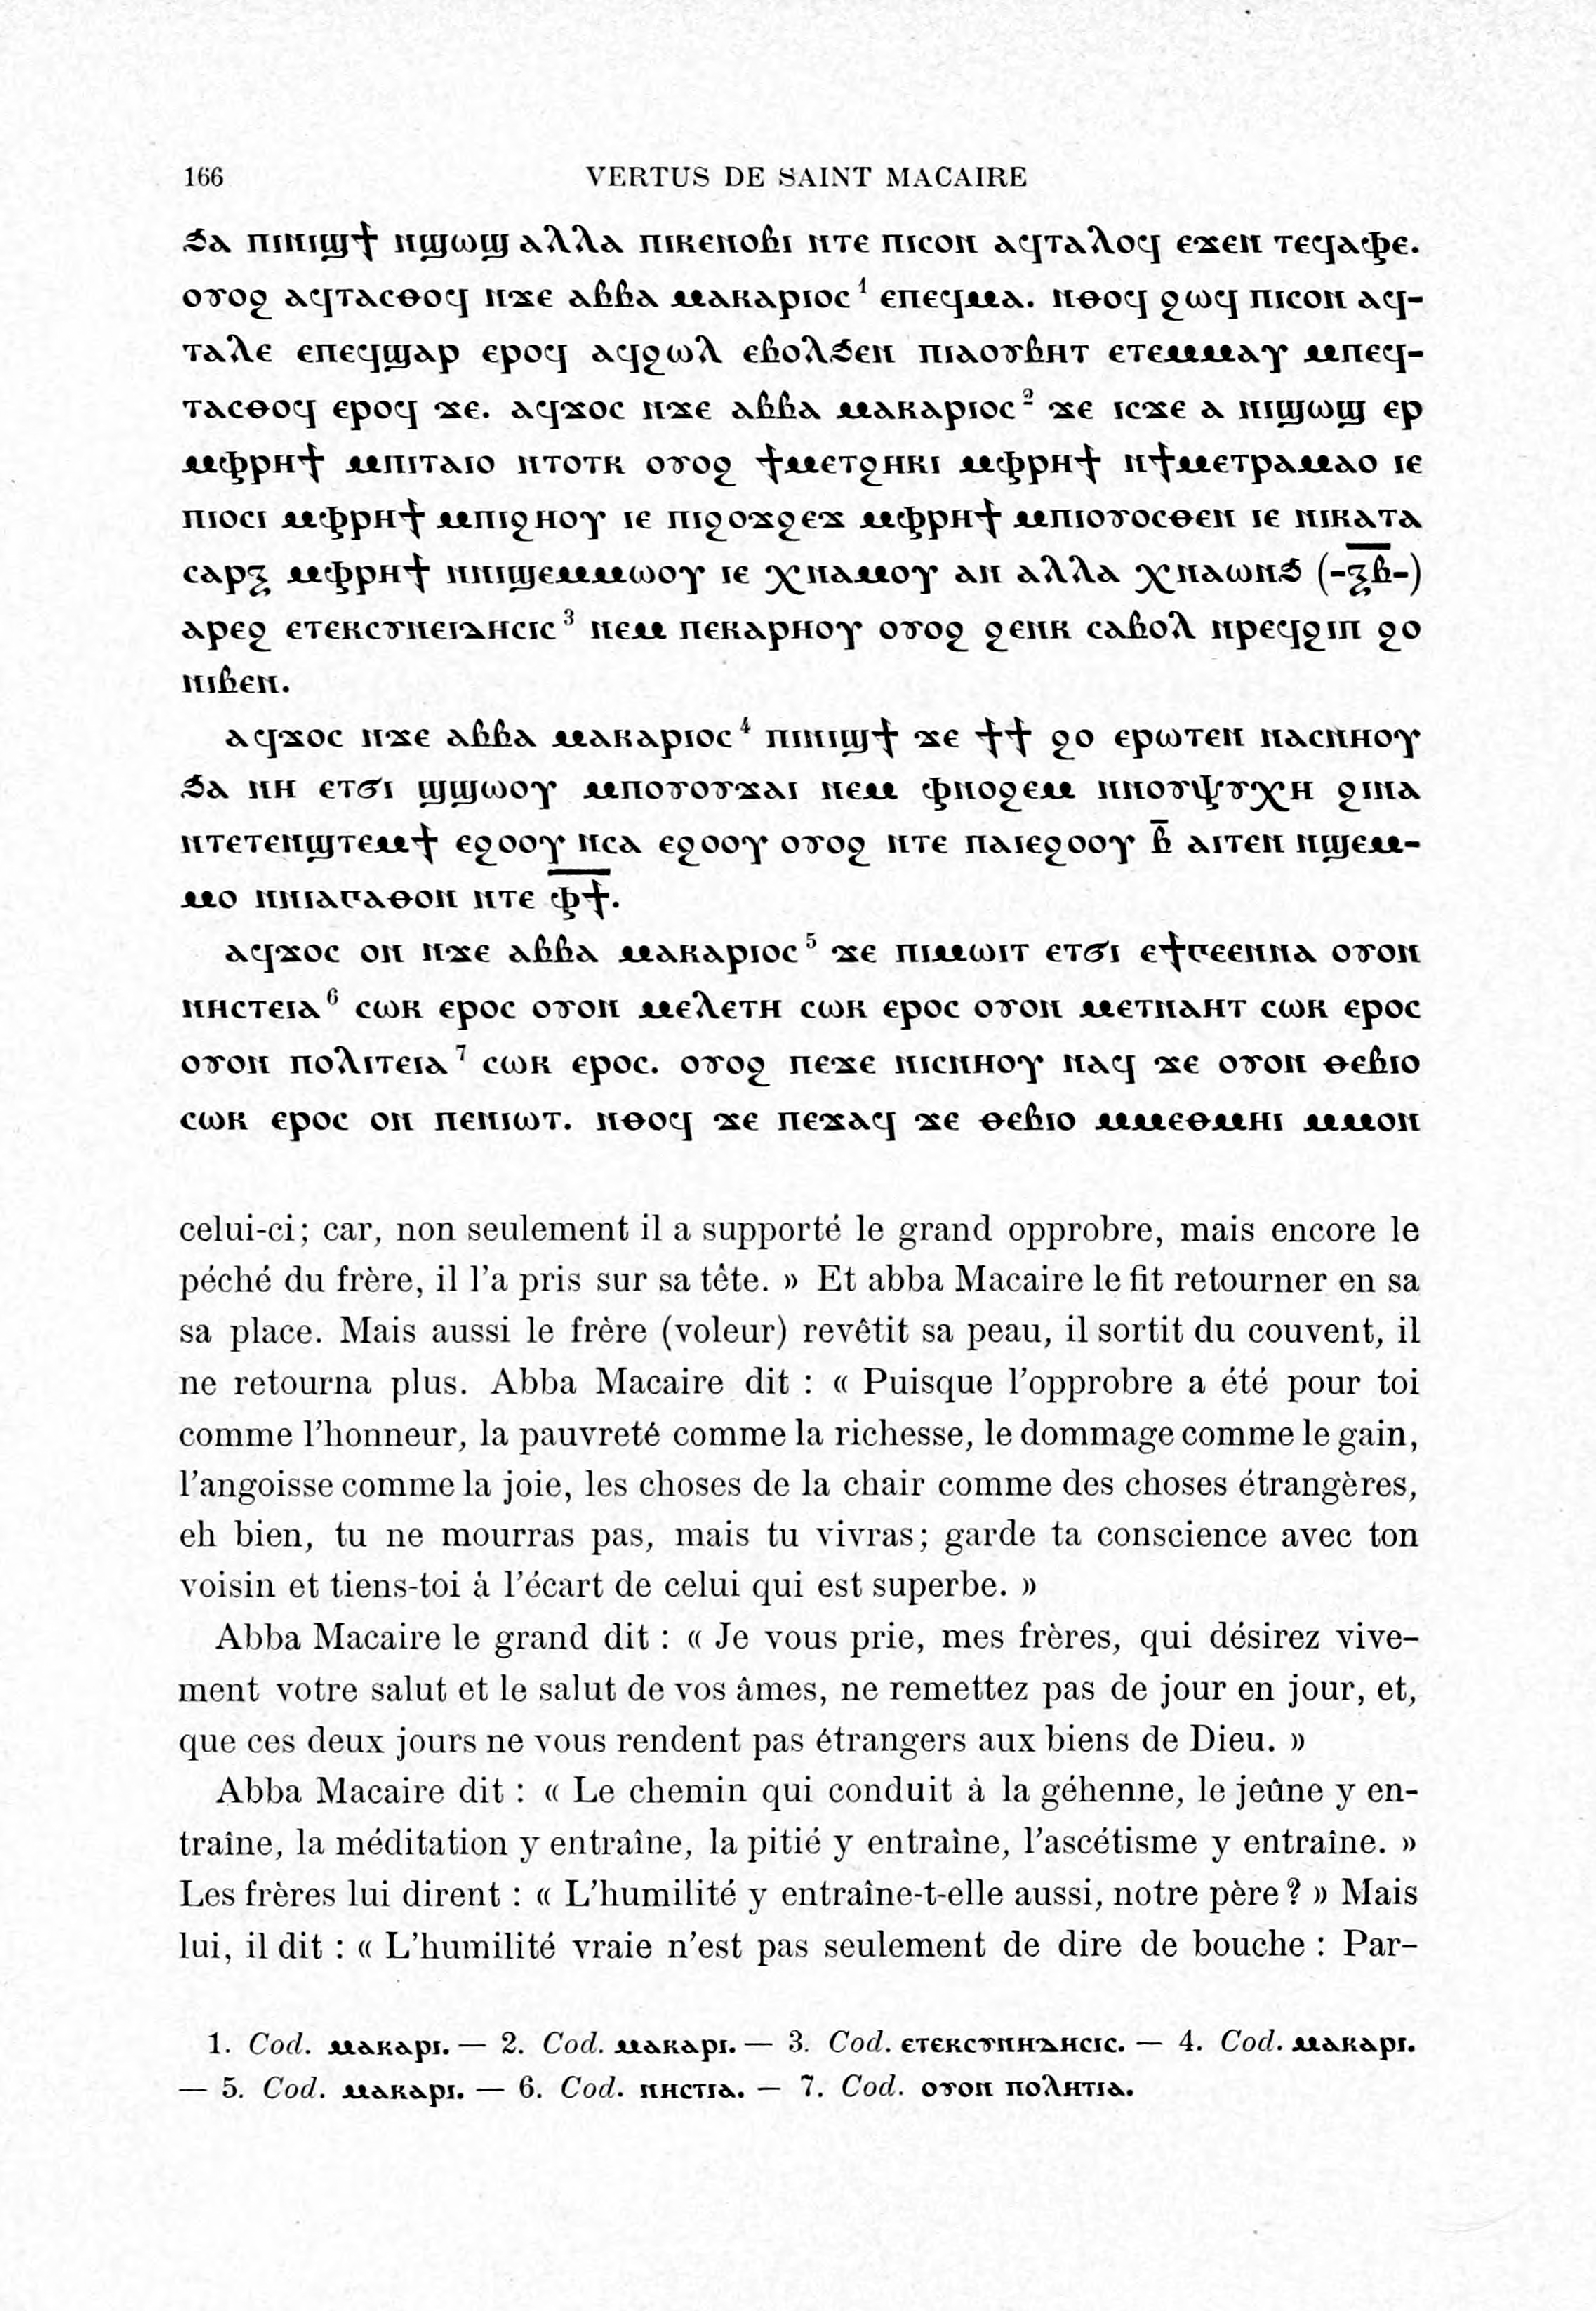 166 VERTUS DE SAINT MACAIRE
ϧⲁ ⲡⲓⲛⲓϣϯ ⲛϣⲱϣ ⲁⲗⲗⲁ ⲡⲓⲕⲉⲛⲟⲃⲓ ⲛⲧⲉ ⲡⲓⲥⲟⲛ ⲁϥⲧⲁⲗⲟϥ ⲉϫⲉⲛ ⲧⲉϥⲁⲫⲉ.
ⲟⲩⲟϩ ⲁϥⲧⲁⲥⲑⲟϥ ⲛϫⲉ ⲁⲃⲃⲁ ⲙⲁⲕⲁⲣⲓⲟⲥ¹ ⲉⲡⲉϥⲙⲁ. ⲛⲑⲟϥ ϩⲱϥ ⲡⲓⲥⲟⲛ ⲁϥ-
ⲧⲁⲗⲉ ⲉⲡⲉϥϣⲁⲣ ⲉⲣⲟϥ ⲁϥϩⲱⲗ ⲉⲃⲟⲗϧⲉⲛ ⲡⲓⲁⲟⲩⲃⲏⲧ ⲉⲧⲉⲙⲙⲁⲩ ⲙⲡⲉϥ-
ⲧⲁⲥⲑⲟϥ ⲉⲣⲟϥ ϫⲉ. ⲁϥϫⲟⲥ ⲛϫⲉ ⲁⲃⲃⲁ ⲙⲁⲕⲁⲣⲓⲟⲥ² ϫⲉ ⲓⲥϫⲉ ⲁ ⲡⲓϣⲱϣ ⲉⲣ
ⲙⲫⲣⲏϯ ⲙⲡⲓⲧⲁⲓⲟ ⲛⲧⲟⲧⲕ ⲟⲩⲟϩ ϯⲙⲉⲧϩⲏⲕⲓ ⲙⲫⲣⲏϯ ⲛϯⲙⲉⲧⲣⲁⲙⲁⲟ ⲓⲉ
ⲡⲓⲟⲥⲓ ⲙⲫⲣⲏϯ ⲙⲡⲓϩⲏⲟⲩ ⲓⲉ ⲡⲓϩⲟϫϩⲉϫ ⲙⲫⲣⲏϯ ⲙⲡⲓⲟⲩⲟⲥⲑⲉⲛ ⲓⲉ ⲛⲓⲕⲁⲧⲁ
ⲥⲁⲣⲝ ⲙⲫⲣⲏϯ ⲛⲛⲓϣⲉⲙⲙⲱⲟⲩ ⲓⲉ ⲭⲛⲁⲙⲟⲩ ⲁⲛ ⲁⲗⲗⲁ ⲭⲛⲁⲱⲛϧ (-ⲝ̅ⲃ̅-)
ⲁⲣⲉϩ ⲉⲧⲉⲕⲥⲩⲛⲉⲓⲇⲏⲥⲓⲥ³ ⲛⲉⲙ ⲡⲉⲕⲁⲣⲏⲟⲩ ⲟⲩⲟϩ ϩⲉⲛⲕ ⲥⲁⲃⲟⲗ ⲛⲣⲉϥϩⲓⲡ ϩⲟ
ⲛⲓⲃⲉⲛ.
ⲁϥϫⲟⲥ ⲛϫⲉ ⲁⲃⲃⲁ ⲙⲁⲕⲁⲣⲓⲟⲥ⁴ ⲡⲓⲛⲓϣϯ ϫⲉ ϯϯ ϩⲟ ⲉⲣⲱⲧⲉⲛ ⲛⲁⲥⲛⲏⲟⲩ
ϧⲁ ⲛⲏ ⲉⲧϭⲓ ϣϣⲱⲟⲩ ⲙⲡⲟⲩⲟⲩϫⲁⲓ ⲛⲉⲙ ⲫⲛⲟϩⲉⲙ ⲛⲛⲟⲩⲯⲩⲭⲏ ϩⲓⲛⲁ
ⲛⲧⲉⲧⲉⲛϣⲧⲉⲙϯ ⲉϩⲟⲟⲩ ⲛⲥⲁ ⲉϩⲟⲟⲩ ⲟⲩⲟϩ ⲛⲧⲉ ⲡⲁⲓⲉϩⲟⲟⲩ ⲃ̅ ⲁⲓⲧⲉⲛ ⲛϣⲉⲙ-
ⲙⲟ ⲛⲛⲓⲁⲅⲁⲑⲟⲛ ⲛⲧⲉ ⲫ̅ϯ̅.
ⲁϥϫⲟⲥ ⲟⲛ ⲛϫⲉ ⲁⲃⲃⲁ ⲙⲁⲕⲁⲣⲓⲟⲥ⁵ ϫⲉ ⲡⲓⲙⲱⲓⲧ ⲉⲧϭⲓ ⲉϯⲅⲉⲉⲛⲛⲁ ⲟⲩⲟⲛ
ⲛⲏⲥⲧⲉⲓⲁ⁶ ⲥⲱⲕ ⲉⲣⲟⲥ ⲟⲩⲟⲛ ⲙⲉⲗⲉⲧⲏ ⲥⲱⲕ ⲉⲣⲟⲥ ⲟⲩⲟⲛ ⲙⲉⲧⲛⲁⲏⲧ ⲥⲱⲕ ⲉⲣⲟⲥ
ⲟⲩⲟⲛ ⲡⲟⲗⲓⲧⲉⲓⲁ⁷ ⲥⲱⲕ ⲉⲣⲟⲥ. ⲟⲩⲟϩ ⲡⲉϫⲉ ⲛⲓⲥⲛⲏⲟⲩ ⲛⲁϥ ϫⲉ ⲟⲩⲟⲛ ⲑⲉⲃⲓⲟ
ⲥⲱⲕ ⲉⲣⲟⲥ ⲟⲛ ⲡⲉⲛⲓⲱⲧ. ⲛⲑⲟϥ ϫⲉ ⲡⲉϫⲁϥ ϫⲉ ⲑⲉⲃⲓⲟ ⲙⲙⲉⲑⲙⲏⲓ ⲙⲙⲟⲛ
celui-ci; car, non seulement il a supporté le grand opprobre, mais encore le
péché du frère, il l'a pris sur sa tête. » Et abba Macaire le fit retourner en sa
sa place. Mais aussi le frère (voleur) revêtit sa peau, il sortit du couvent, il
ne retourna plus. Abba Macaire dit : « Puisque l'opprobre a été pour toi
comme l'honneur, la pauvreté comme la richesse, le dommage comme le gain,
l'angoisse comme la joie, les choses de la chair comme des choses étrangères,
eh bien, tu ne mourras pas, mais tu vivras; garde ta conscience avec ton
voisin et tiens-toi à l'écart de celui qui est superbe. »
Abba Macaire le grand dit : « Je vous prie, mes frères, qui désirez vive-
ment votre salut et le salut de vos âmes, ne remettez pas de jour en jour, et,
que ces deux jours ne vous rendent pas étrangers aux biens de Dieu. »
Abba Macaire dit : « Le chemin qui conduit à la géhenne, le jeûne y en-
traîne, la méditation y entraîne, la pitié y entraîne, l'ascétisme y entraîne. »
Les frères lui dirent : « L'humilité y entraîne-t-elle aussi, notre père ? » Mais
lui, il dit : « L'humilité vraie n'est pas seulement de dire de bouche : Par-
1. Cod. ⲙⲁⲕⲁⲣⲓ. — 2. Cod. ⲙⲁⲕⲁⲣⲓ. — 3. Cod. ⲉⲧⲉⲕⲥⲩⲛⲏⲇⲏⲥⲓⲥ. — 4. Cod. ⲙⲁⲕⲁⲣⲓ.
— 5. Cod. ⲙⲁⲕⲁⲣⲓ. — 6. Cod. ⲛⲏⲥⲧⲓⲁ. — 7. Cod. ⲟⲩⲟⲛ ⲡⲟⲗⲏⲧⲓⲁ.